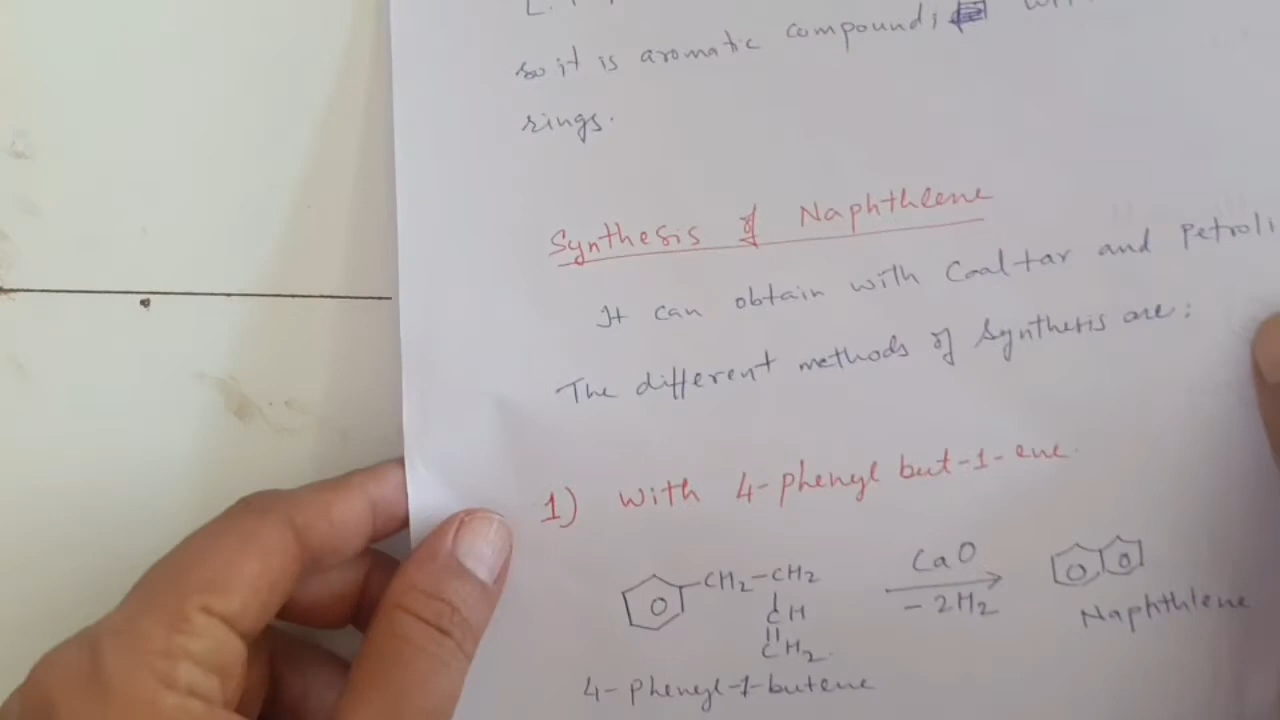 so it is aromatic compound,
rings.
Synthesis of Naphthlene
It can obtain with Coaltar and Petroli
The different methods of synthesis are:
1) With 4-phenyl but-1-ene.
CH2-CH2
CH
CH2
CaO
-2H2
Naphthlene
4-phenyl-1-butene